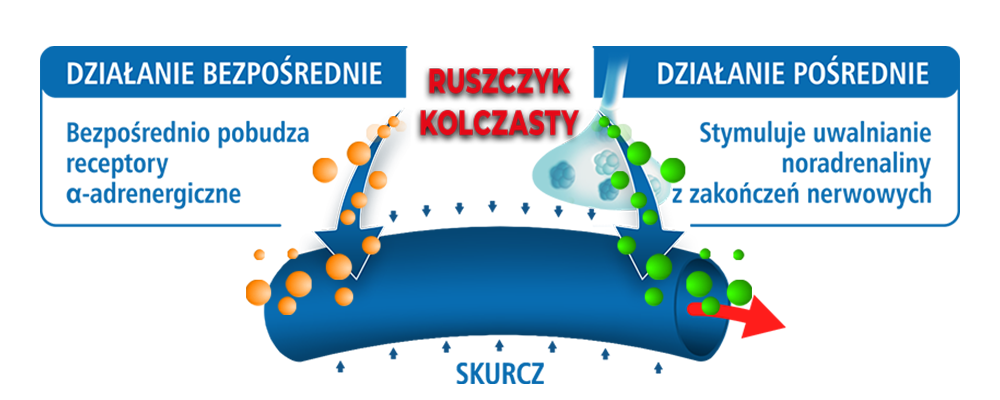 DZIAŁANIE BEZPOŚREDNIE
Bezpośrednio pobudza
receptory
α-adrenergiczne
RUSZCZYK
KOLCZASTY
DZIAŁANIE POŚREDNIE
Stymuluje uwalnianie
noradrenaliny
z zakończeń nerwowych
SKURCZ